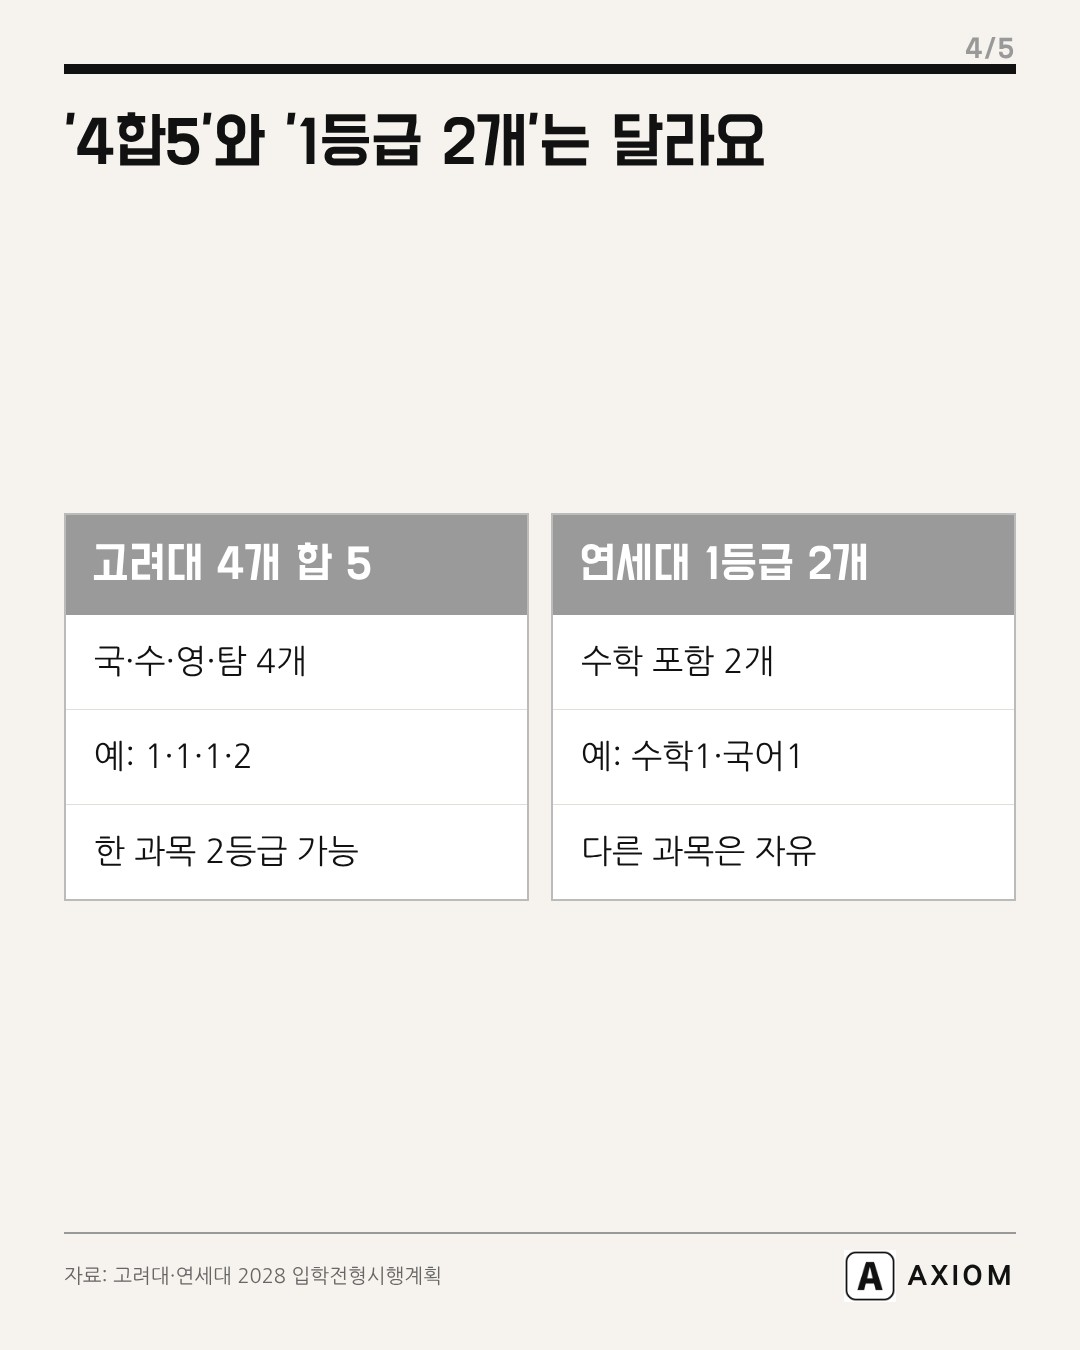 4/5
'4합5'와 '1등급 2개'는 달라요
고려대 4개 합 5
국·수·영·탐 4개
예: 1·1·1·2
한 과목 2등급 가능
연세대 1등급 2개
수학 포함 2개
예: 수학1·국어1
다른 과목은 자유
자료: 고려대·연세대 2028 입학전형시행계획
A AXIOM